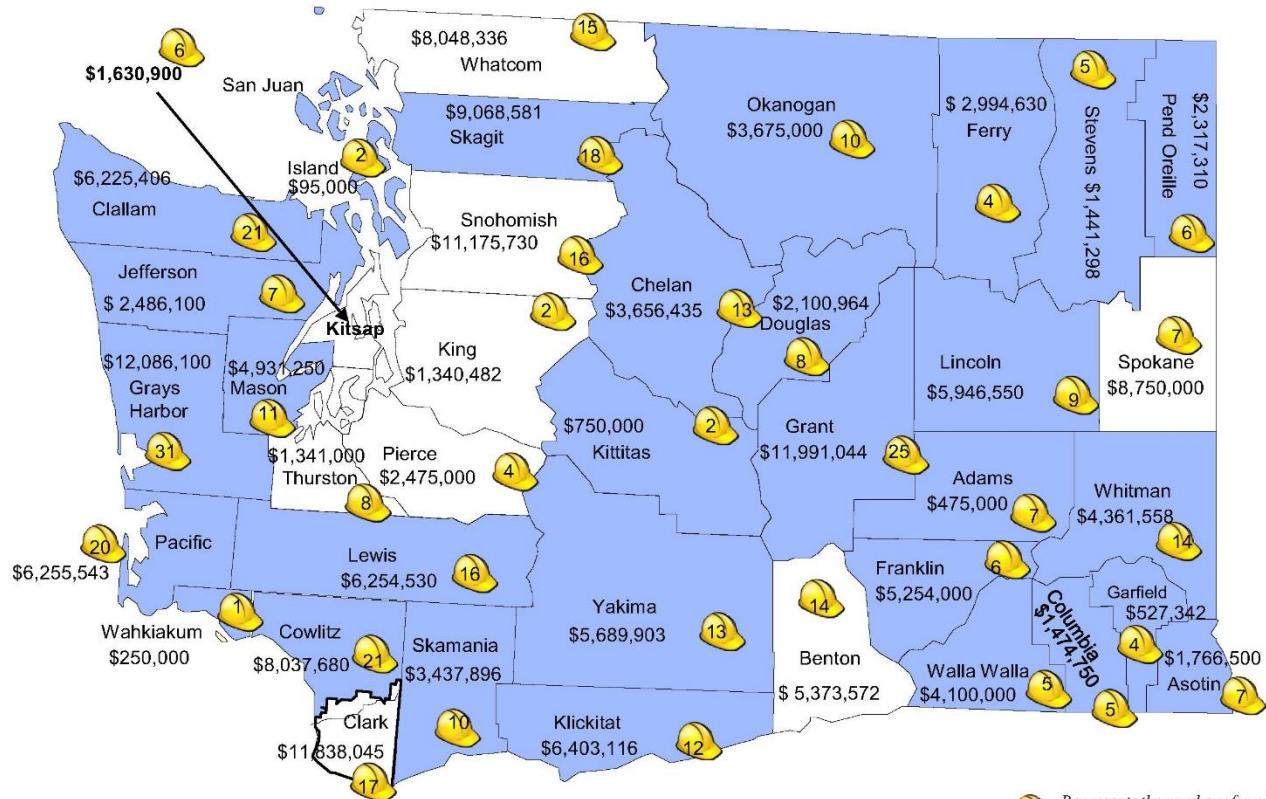 15
$8,048,336
Whatcom
6
$1,630,900
San Juan
$9,068,581
Skagit
18
Okanogan
$3,675,000
10
$ 2,994,630
Ferry
4
5
Stevens $1,441,298
$2,317,310
Pend Oreille
6
2
Island
$95,000
$6,225,406
Clallam
21
Snohomish
$11,175,730
16
Jefferson
$ 2,486,100
7
Kitsap
King
$1,340,482
2
Chelan
$3,656,435
13
$2,100,964
Douglas
8
Lincoln
$5,946,550
9
7
Spokane
$8,750,000
$12,086,100
Grays
Harbor
31
$4,931,250
Mason
11
$1,341,000
Thurston
8
Pierce
$2,475,000
4
$750,000
Kittitas
2
Grant
$11,991,044
25
Adams
$475,000
7
Whitman
$4,361,558
14
20
$6,255,543
Pacific
Lewis
$6,254,530
16
Yakima
$5,689,903
13
14
Benton
$ 5,373,572
Franklin
$5,254,000
6
Columbia
$1,474,750
5
Garfield
$527,342
4
$1,766,500
Asotin
7
Walla Walla
$4,100,000
5
1
Wahkiakum
$250,000
Cowlitz
$8,037,680
21
Skamania
$3,437,896
10
Clark
$11,838,045
17
Klickitat
$6,403,116
12